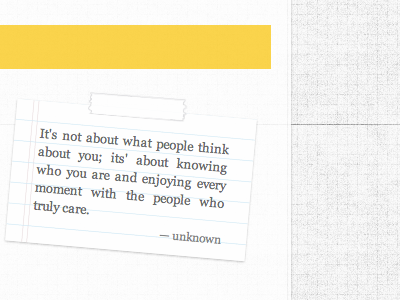 It's not about what people think
about you; its' about knowing
who you are and enjoying every
moment with the people who
truly care.
— unknown